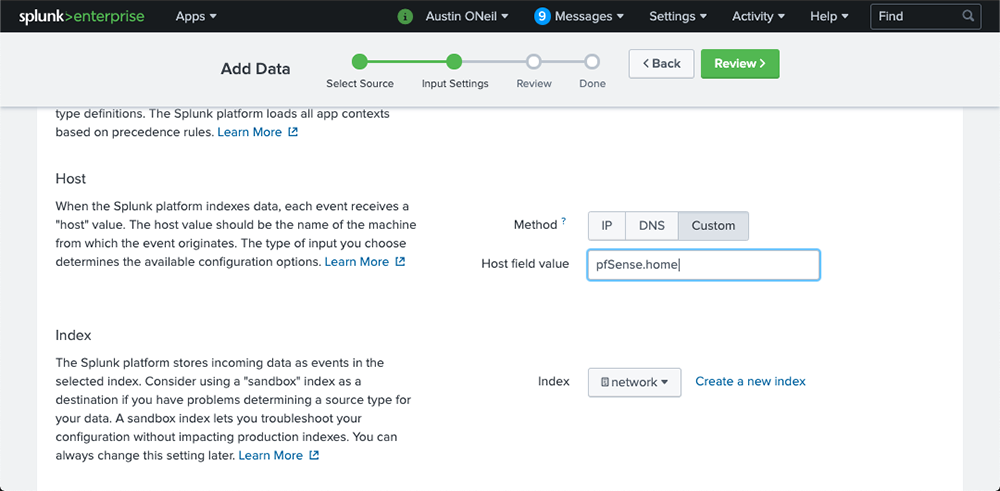 splunk>enterprise Apps i Austin ONeil 9 Messages Settings Activity Help Find
Add Data
Select Source Input Settings Review Done
< Back
Review >
type definitions. The Splunk platform loads all app contexts
based on precedence rules. Learn More
Host
When the Splunk platform indexes data, each event receives a
"host" value. The host value should be the name of the machine
from which the event originates. The type of input you choose
determines the available configuration options. Learn More
Method ? IP DNS Custom
Host field value pfSense.home
Index
The Splunk platform stores incoming data as events in the
selected index. Consider using a "sandbox" index as a
destination if you have problems determining a source type for
your data. A sandbox index lets you troubleshoot your
configuration without impacting production indexes. You can
always change this setting later. Learn More
Index network Create a new index